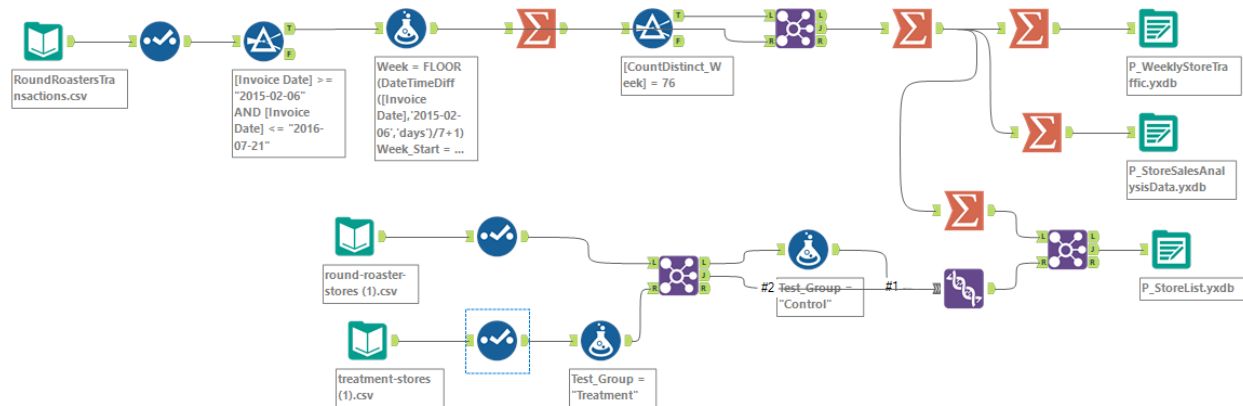 RoundRoastersTra
nsactions.csv
[Invoice Date] >=
"2015-02-06"
AND [Invoice
Date] <= "2016-
07-21"
T
F
Week = FLOOR
(DateTimeDiff
([Invoice
Date],'2015-02-
06','days')/7+1)
Week_Start = ...
[CountDistinct_W
eek] = 76
T
F
L
R
L
J
R
P_WeeklyStoreTra
ffic.yxdb
P_StoreSalesAnal
ysisData.yxdb
round-roaster-
stores (1).csv
L
R
L
J
R
#2
Test_Group =
"Control"
#1 ...
L
R
L
J
R
P_StoreList.yxdb
treatment-stores
(1).csv
Test_Group =
"Treatment"